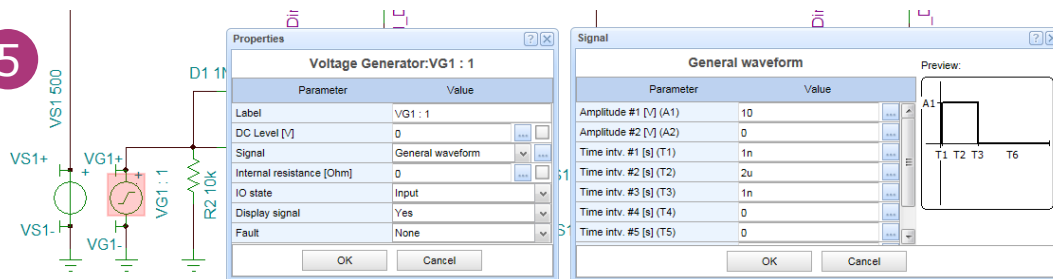 5
VS1 500
VS1+
+
VS1-
VG1+
+
VG1 : 1
VG1-
D1 1N
R2 10k
Properties
Voltage Generator:VG1 : 1
Parameter Value
Label VG1 : 1
DC Level [V] 0 ...
Signal General waveform ...
Internal resistance [Ohm] 0 ...
IO state Input
Display signal Yes
Fault None
OK Cancel
Signal
General waveform
Parameter Value
Amplitude #1 [V] (A1) 10 ...
Amplitude #2 [V] (A2) 0 ...
Time intv. #1 [s] (T1) 1n ...
Time intv. #2 [s] (T2) 2u ...
Time intv. #3 [s] (T3) 1n ...
Time intv. #4 [s] (T4) 0 ...
Time intv. #5 [s] (T5) 0 ...
OK Cancel
Preview:
A1
T1 T2 T3 T6